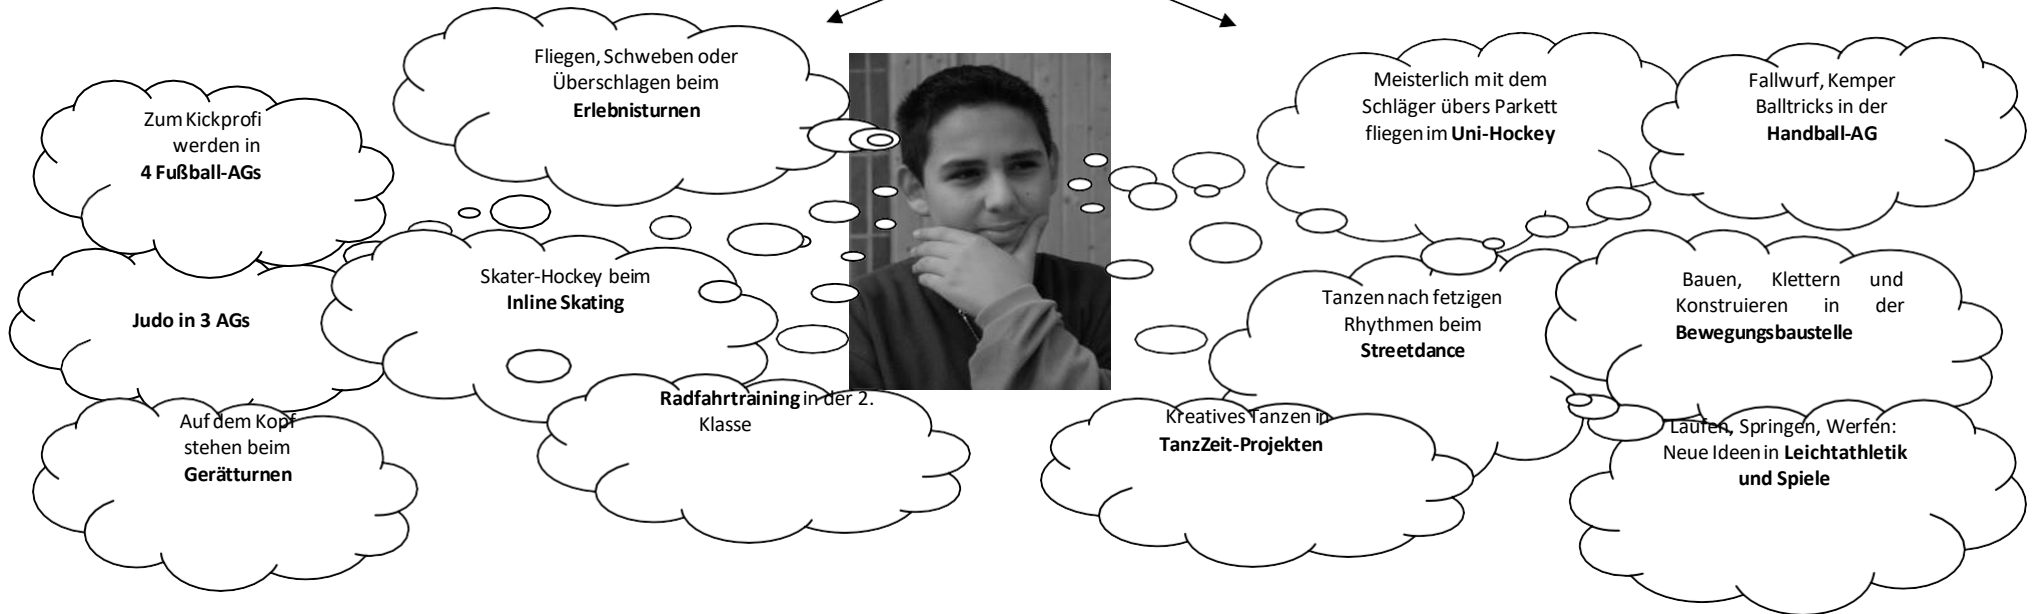 Fliegen, Schweben oder
Überschlagen beim
Erlebnisturnen
Zum Kickprofi
werden in
4 Fußball-AGs
Skater-Hockey beim
Inline Skating
Judo in 3 AGs
Radfahrtraining in der 2.
Klasse
Auf dem Kopf
stehen beim
Gerätturnen
Meisterlich mit dem
Schläger übers Parkett
fliegen im Uni-Hockey
Fallwurf, Kemper
Balltricks in der
Handball-AG
Tanzen nach fetzigen
Rhythmen beim
Streetdance
Bauen, Klettern und
Konstruieren in der
Bewegungsbaustelle
Kreatives Tanzen in
TanzZeit-Projekten
Laufen, Springen, Werfen:
Neue Ideen in Leichtathletik
und Spiele